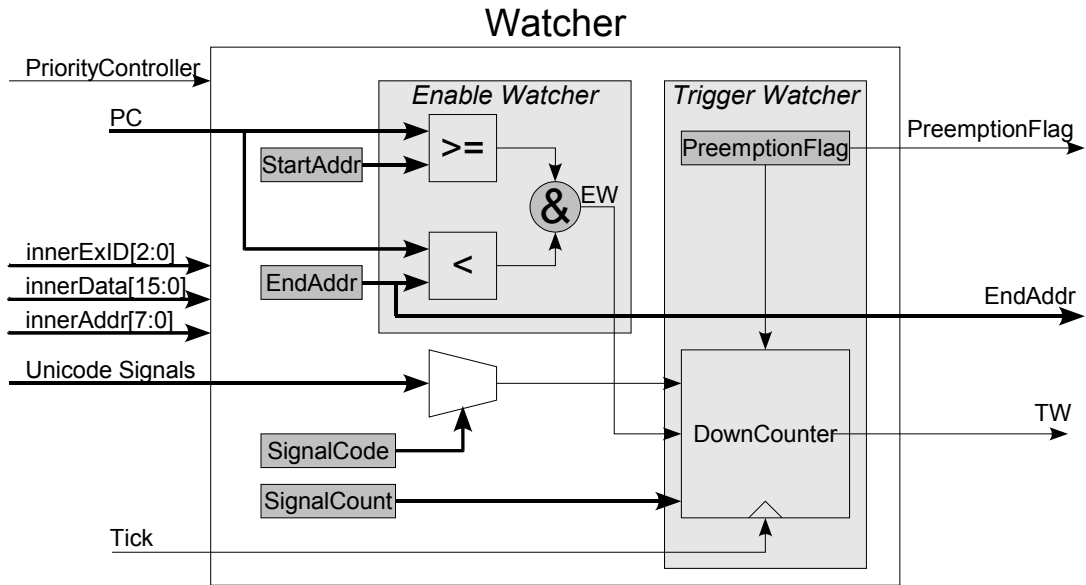 Watcher
PriorityController
Enable Watcher
Trigger Watcher
PC
>=
PreemptionFlag
PreemptionFlag
StartAddr
&
EW
innerExID[2:0]
<
innerData[15:0]
EndAddr
EndAddr
innerAddr[7:0]
Unicode Signals
TW
DownCounter
SignalCode
SignalCount
Tick